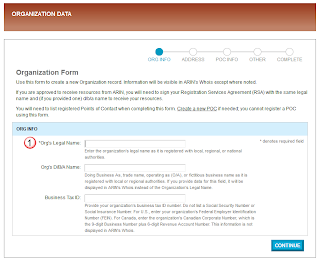 ORGANIZATION DATA
ORG INFO
ADDRESS
POC INFO
OTHER
COMPLETE
Organization Form
Use this form to create a new Organization record. Information will be visible in ARIN's Whois except where noted.
If you are approved to receive resources from ARIN, you will need to sign your Registration Services Agreement (RSA) with the same legal
name and (if you provided one) d/b/a name to receive your resources.
You will need to list registered Points of Contact when completing this form. Create a new POC if needed; you cannot register a POC
using this form.
ORG INFO
1
*Org's Legal Name:
* denotes required field
Enter the organization's legal name as it is registered with local, regional, or national
authorities.
Org's D/B/A Name:
Doing Business As, trade name, operating as (O/A), or fictitious business name as it is
registered with local or regional authorities. If you provide data for this field, it will be
displayed in ARIN's Whois instead of the Organization's Legal Name.
Business Tax ID:
Provide your organization's business tax ID number. Do not list a Social Security Number or
Social Insurance Number. For U.S., enter your organization's Federal Employer Identification
Number (FEIN). For Canada, enter the organization's Canadian Corporate Number, which is
the 9-digit Business Number plus 6-digit Revenue Account Number. This information is not
displayed in ARIN's Whois.
CONTINUE